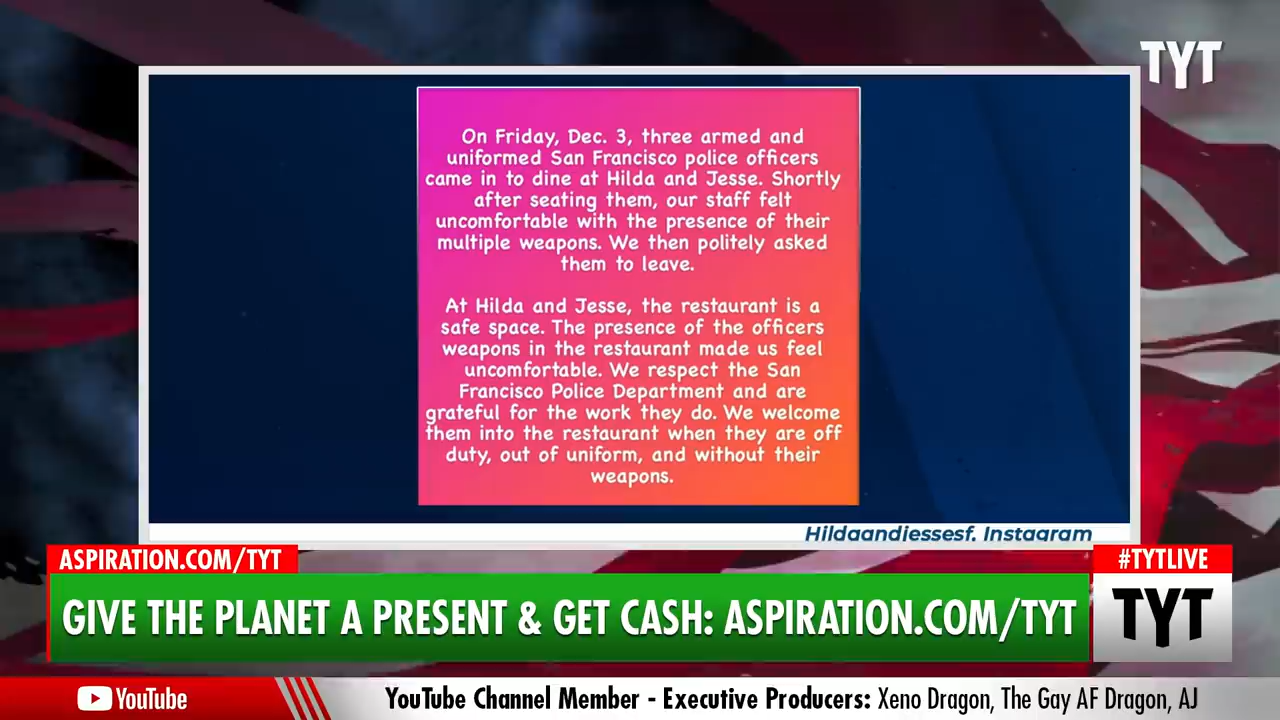 TYT
On Friday, Dec. 3, three armed and
uniformed San Francisco police officers
came in to dine at Hilda and Jesse. Shortly
after seating them, our staff felt
uncomfortable with the presence of their
multiple weapons. We then politely asked
them to leave.
At Hilda and Jesse, the restaurant is a
safe space. The presence of the officers
weapons in the restaurant made us feel
uncomfortable. We respect the San
Francisco Police Department and are
grateful for the work they do. We welcome
them into the restaurant when they are off
duty, out of uniform, and without their
weapons.
Hildaandjessesf, Instagram
ASPIRATION.COM/TYT
#TYTLIVE
GIVE THE PLANET A PRESENT & GET CASH: ASPIRATION.COM/TYT
TYT
YouTube
YouTube Channel Member - Executive Producers: Xeno Dragon, The Gay AF Dragon, AJ